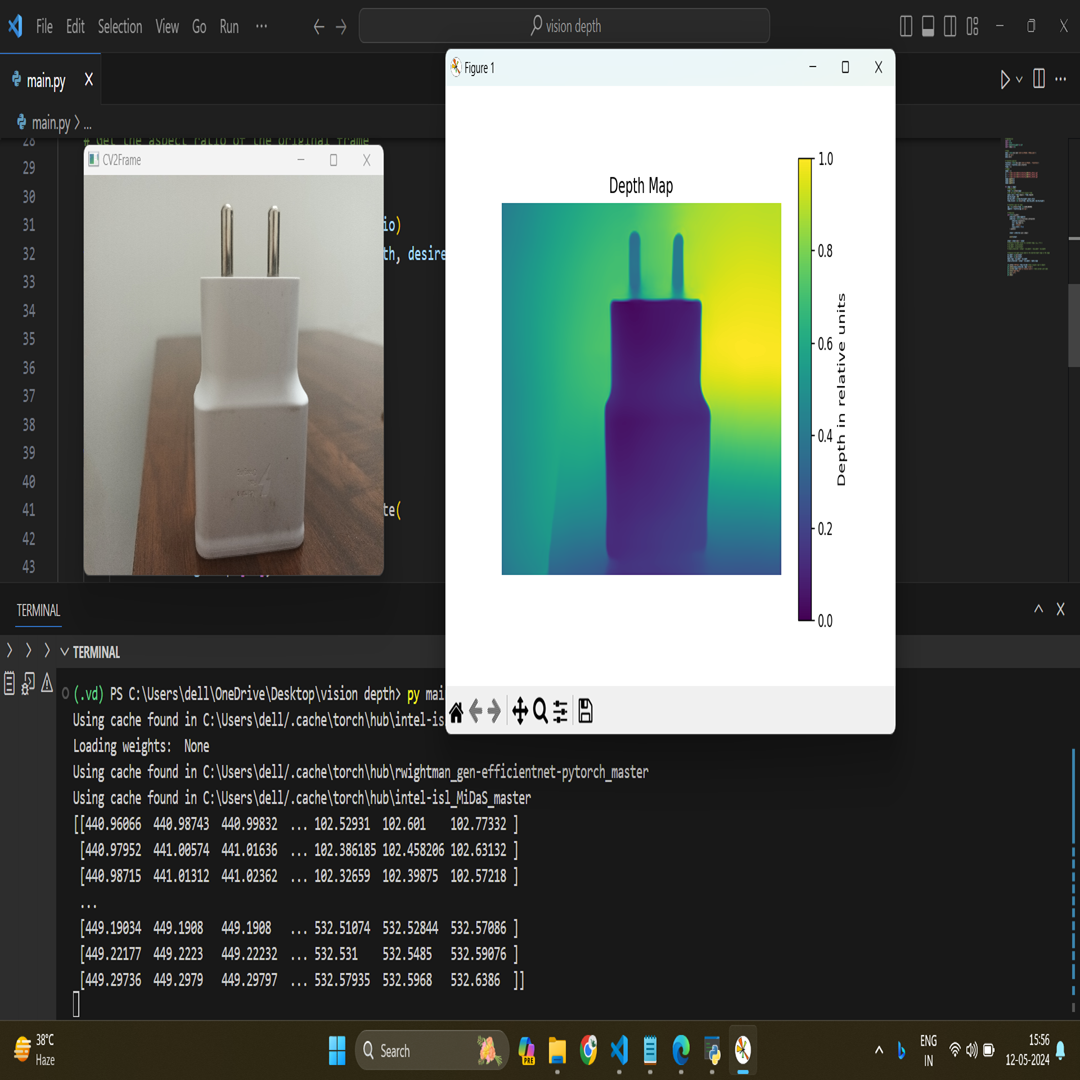 File Edit Selection View Go Run ···
vision depth
main.py
main.py > ...
28 # Get the aspect ratio of the original frame
29
30
31 io)
32 th, desire
33
34
35
36
37
38
39
40
41 te(
42
43
CV2Frame
Figure 1
Depth Map
1.0
0.8
0.6
0.4
0.2
0.0
Depth in relative units
TERMINAL
TERMINAL
(.vd) PS C:\Users\dell\OneDrive\Desktop\vision depth> py mai
Using cache found in C:\Users\dell/.cache\torch\hub\intel-is
Loading weights: None
Using cache found in C:\Users\dell/.cache\torch\hub\rwightman_gen-efficientnet-pytorch_master
Using cache found in C:\Users\dell/.cache\torch\hub\intel-isl_MiDaS_master
[[440.96066 440.98743 440.99832 ... 102.52931 102.601 102.77332 ]
[440.97952 441.00574 441.01636 ... 102.386185 102.458206 102.63132 ]
[440.98715 441.01312 441.02362 ... 102.32659 102.39875 102.57218 ]
...
[449.19034 449.1908 449.1908 ... 532.51074 532.52844 532.57086 ]
[449.22177 449.2223 449.22232 ... 532.531 532.5485 532.59076 ]
[449.29736 449.2979 449.29797 ... 532.57935 532.5968 532.6386 ]]
38°C
Haze
Search
PRE
ENG
IN
15:56
12-05-2024